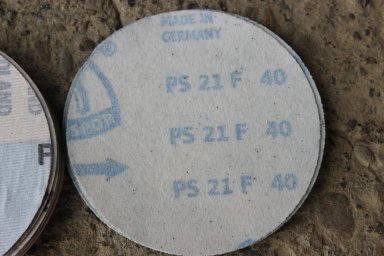 MADE IN
GERMANY
®
PS 21 F 40
PS 21 F 40
PS 21 F 40
F